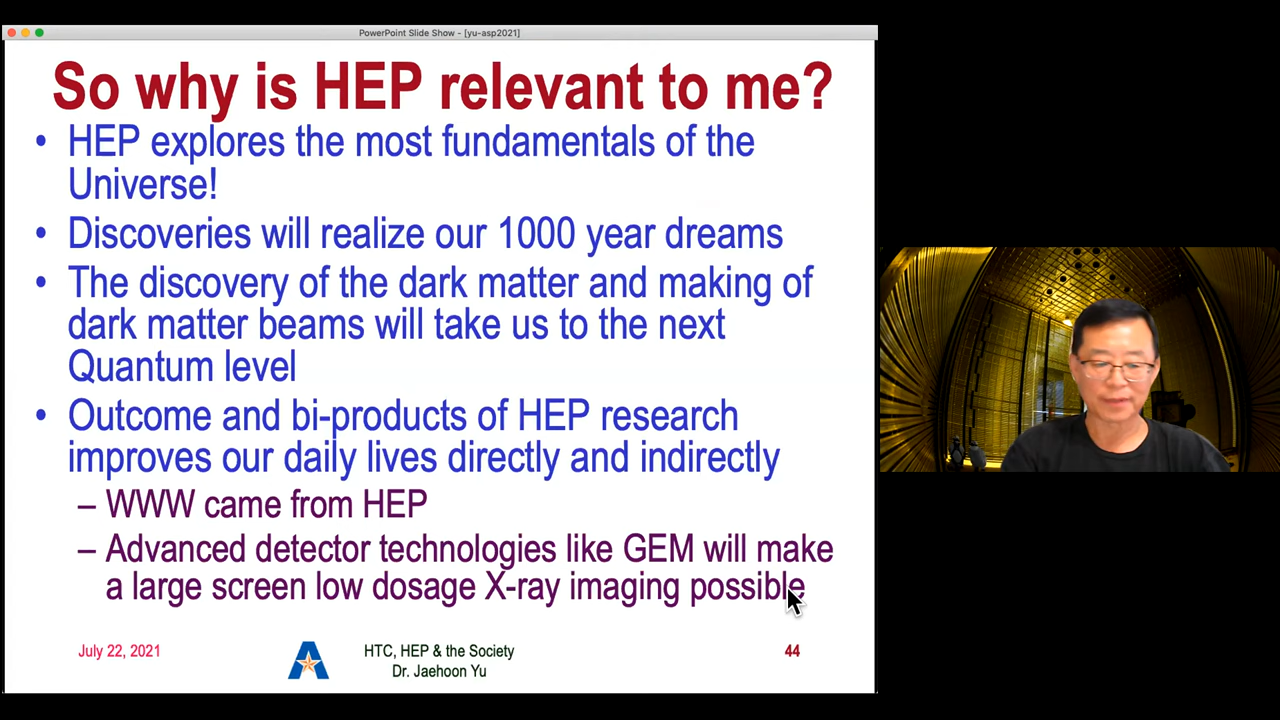 PowerPoint Slide Show - [yu-asp2021]
So why is HEP relevant to me?
• HEP explores the most fundamentals of the
Universe!
• Discoveries will realize our 1000 year dreams
• The discovery of the dark matter and making of
dark matter beams will take us to the next
Quantum level
• Outcome and bi-products of HEP research
improves our daily lives directly and indirectly
– WWW came from HEP
– Advanced detector technologies like GEM will make
a large screen low dosage X-ray imaging possible
July 22, 2021
HTC, HEP & the Society
Dr. Jaehoon Yu
44